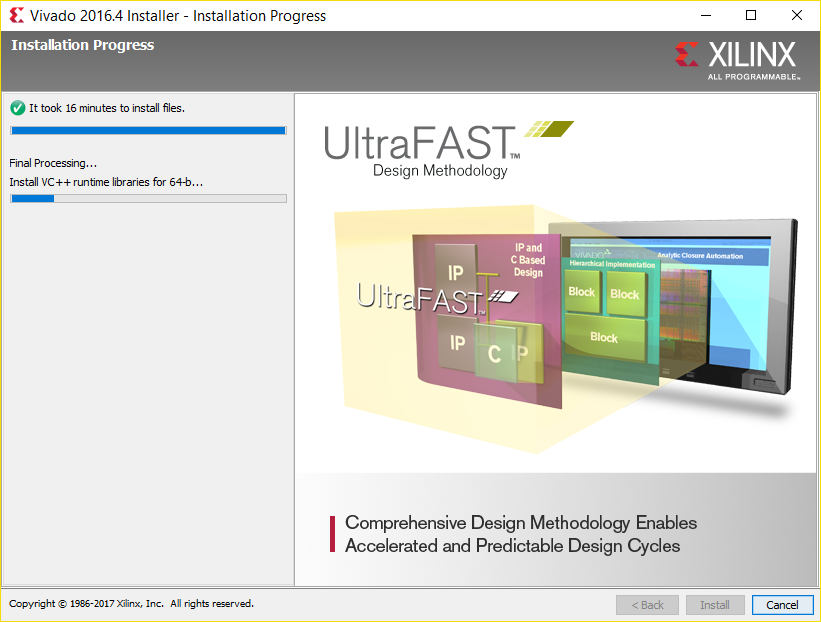 Vivado 2016.4 Installer - Installation Progress
Installation Progress
XILINX
ALL PROGRAMMABLE™
It took 16 minutes to install files.
Final Processing...
Install VC++ runtime libraries for 64-b...
UltraFAST™
Design Methodology
IP and
C Based
Design
IP
UltraFAST™
IP
C
IP
VIVADO
Analytic Closure Automation
Hierarchical Implementation
Block
Block
Block
Comprehensive Design Methodology Enables
Accelerated and Predictable Design Cycles
Copyright © 1986-2017 Xilinx, Inc. All rights reserved.
< Back
Install
Cancel